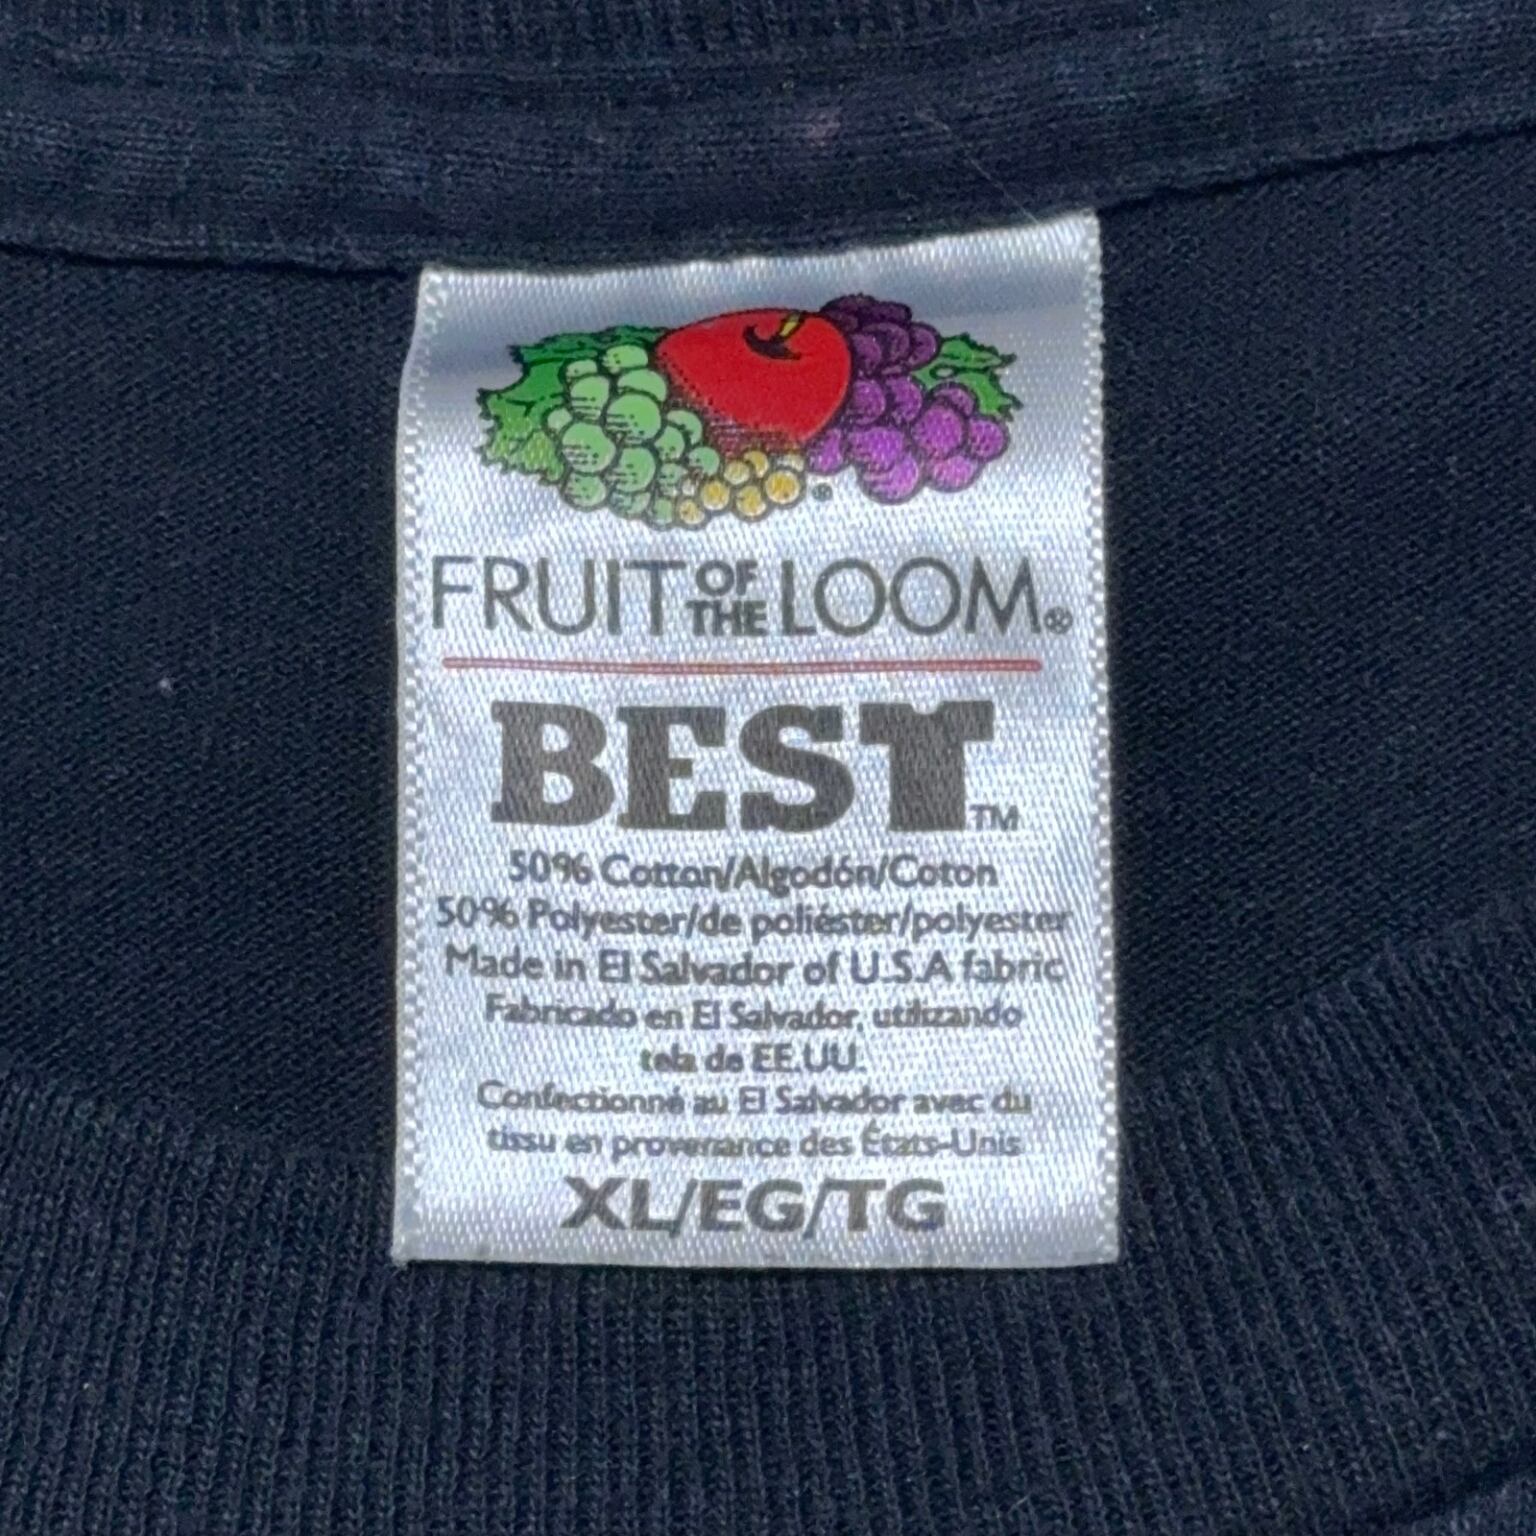 FRUIT OF THE LOOM®
BEST™
50% Cotton/Algodón/Coton
50% Polyester/de poliéster/polyester
Made in El Salvador of U.S.A fabric
Fabricado en El Salvador, utilizando
tela de EE.UU.
Confectionné au El Salvador avec du
tissu en provenance des États-Unis
XL/EG/TG